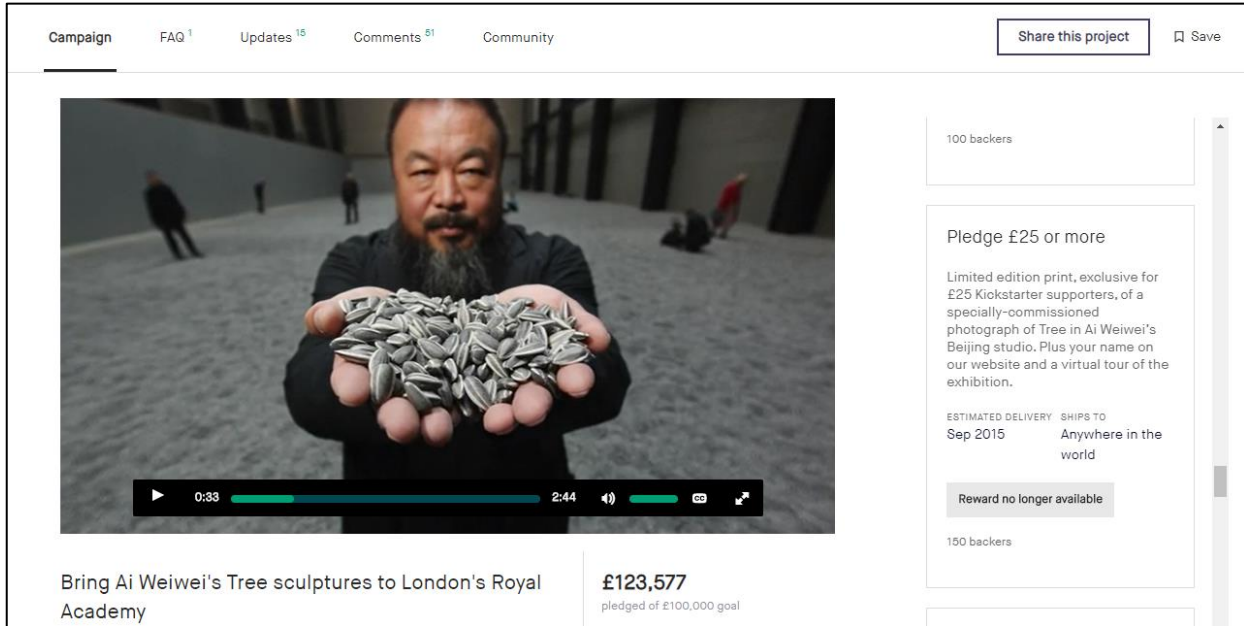 Campaign FAQ 1 Updates 15 Comments 51 Community Share this project Save
100 backers
Pledge £25 or more
Limited edition print, exclusive for
£25 Kickstarter supporters, of a
specially-commissioned
photograph of Tree in Ai Weiwei's
Beijing studio. Plus your name on
our website and a virtual tour of the
exhibition.
ESTIMATED DELIVERY SHIPS TO
Sep 2015 Anywhere in the
world
Reward no longer available
150 backers
0:33 2:44 CC
Bring Ai Weiwei's Tree sculptures to London's Royal
Academy
£123,577
pledged of £100,000 goal